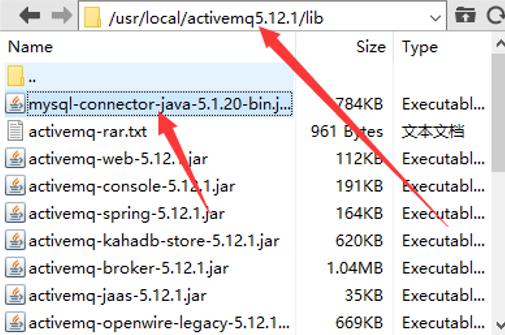 /usr/local/activemq5.12.1/lib
Name Size Type
..
mysql-connector-java-5.1.20-bin.j... 784KB Executabl...
activemq-rar.txt 961 Bytes 文本文档
activemq-web-5.12.1.jar 112KB Executabl...
activemq-console-5.12.1.jar 191KB Executabl...
activemq-spring-5.12.1.jar 164KB Executabl...
activemq-kahadb-store-5.12.1.jar 620KB Executabl...
activemq-broker-5.12.1.jar 1.04MB Executabl...
activemq-jaas-5.12.1.jar 35KB Executabl...
activemq-openwire-legacy-5.12.1... 669KB Executabl...